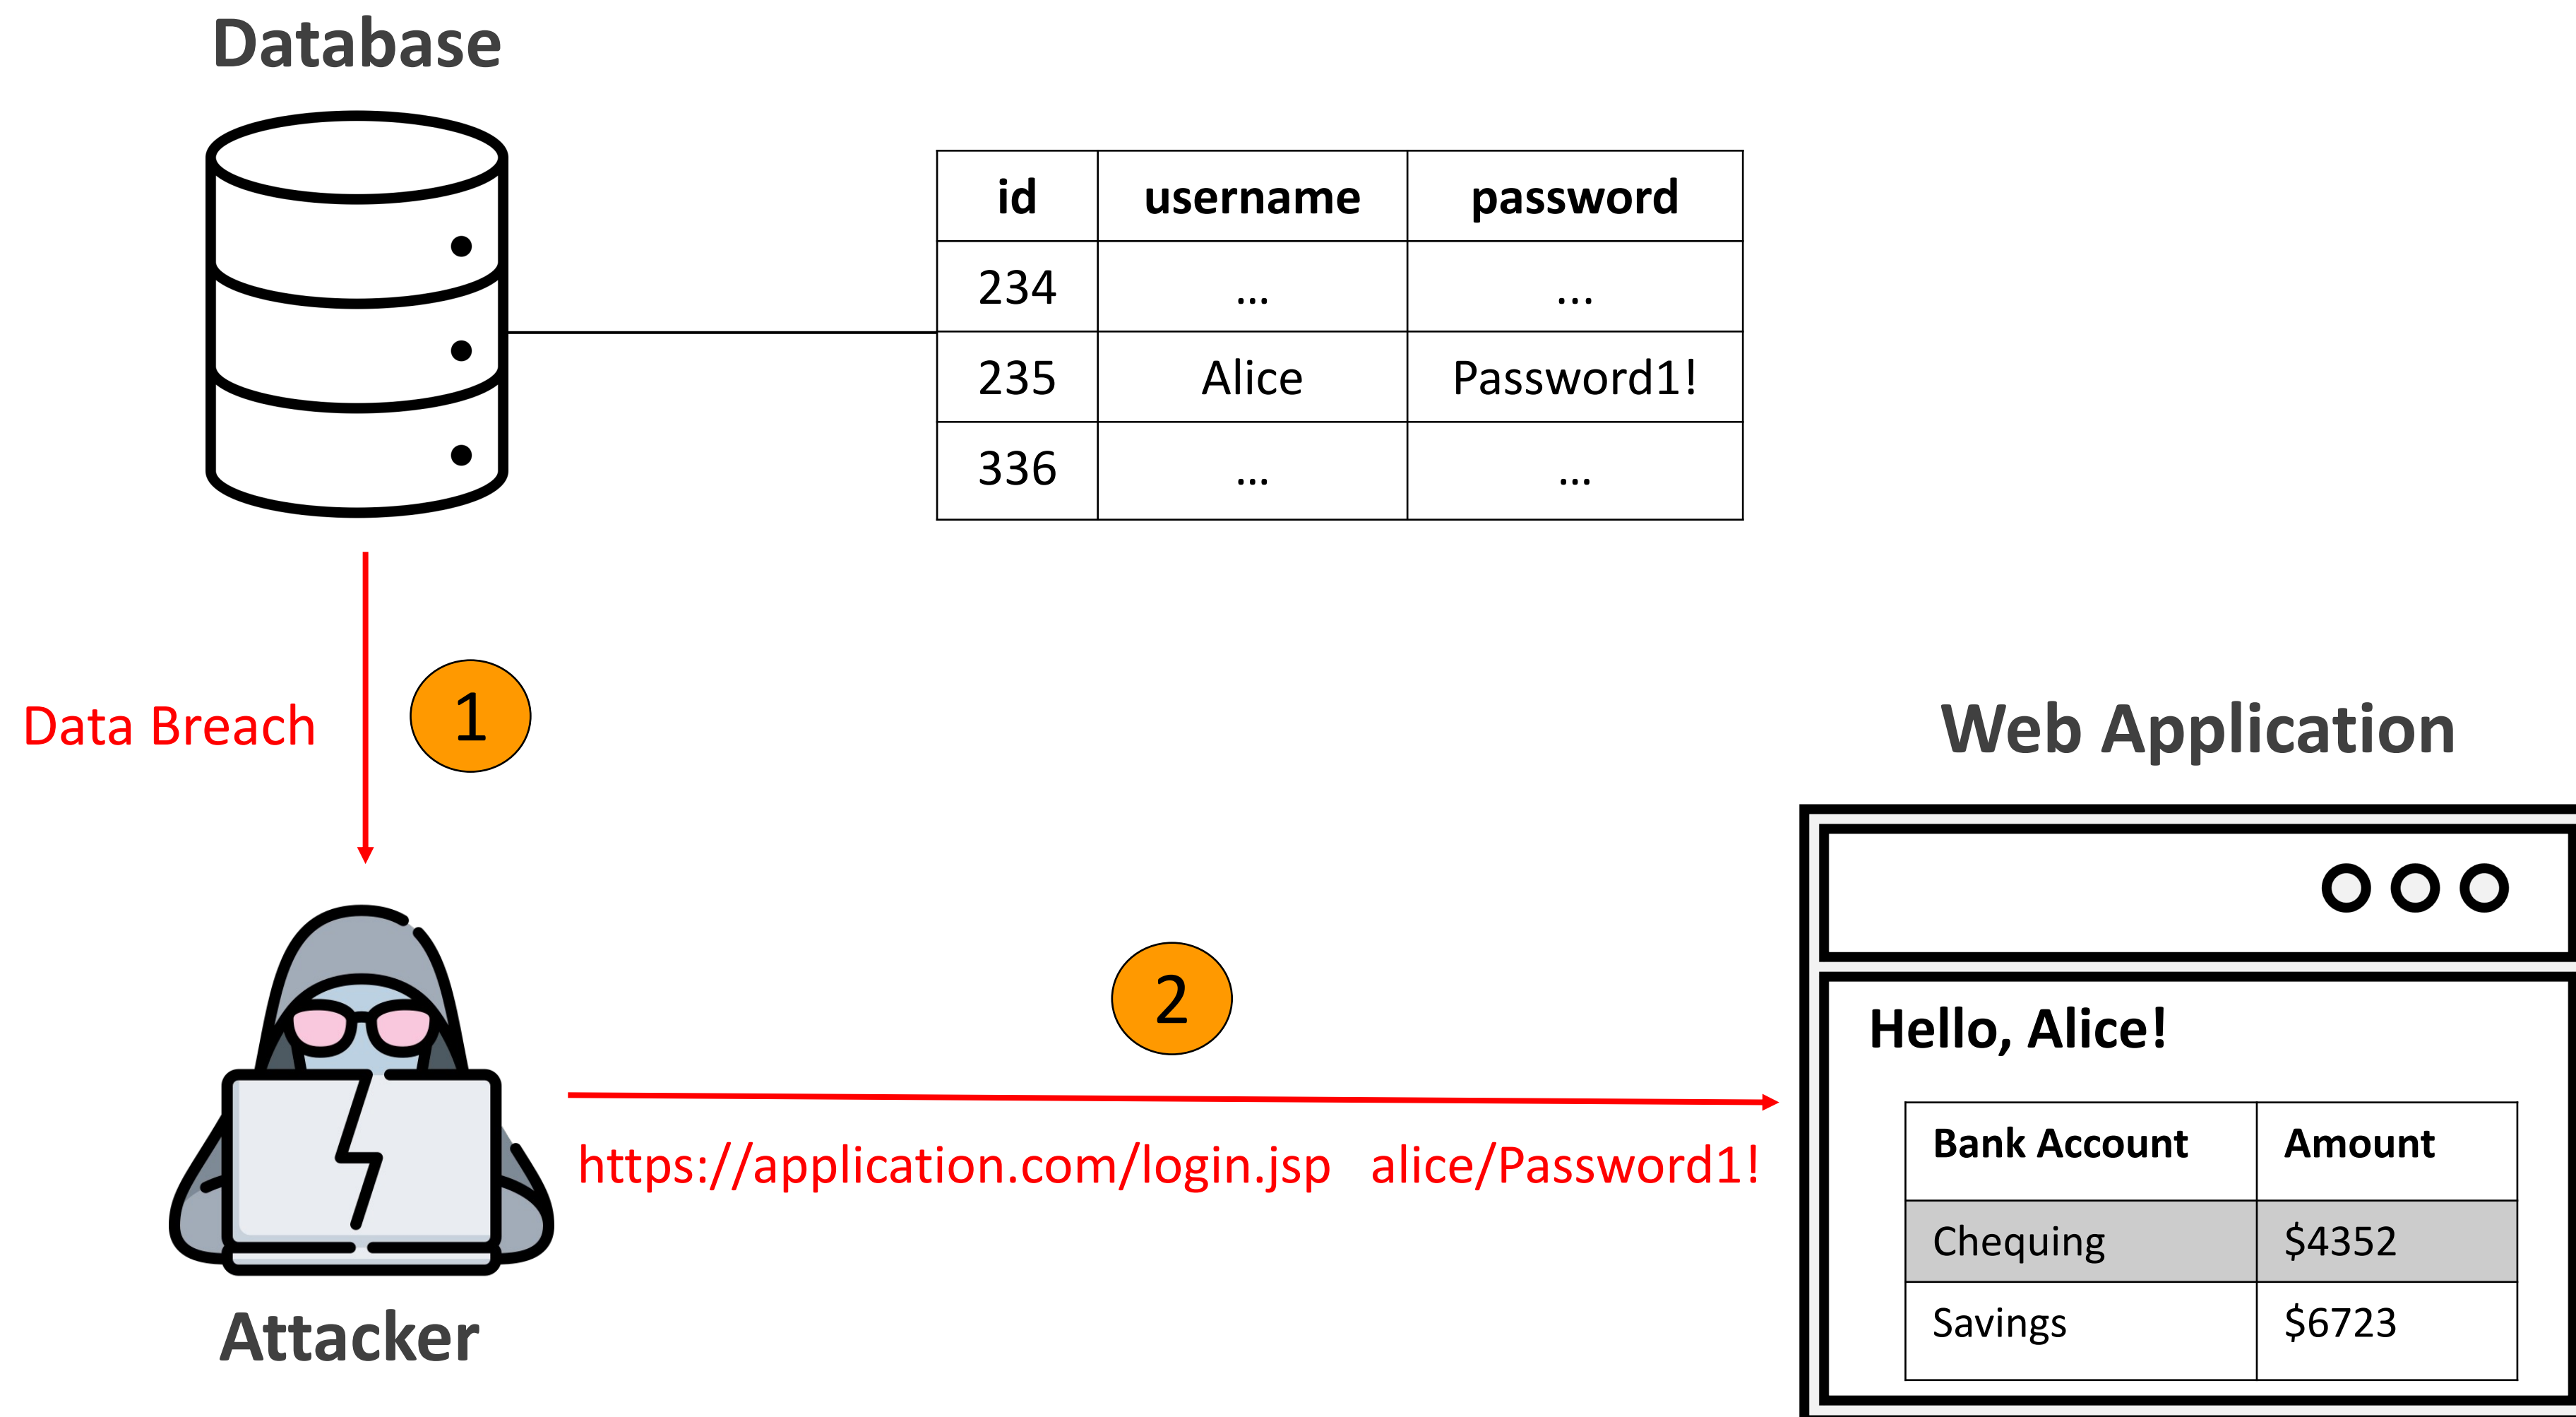 Database
id username password
234 ... ...
235 Alice Password1!
336 ... ...
Data Breach
1
Web Application
2
Hello, Alice!
https://application.com/login.jsp alice/Password1!
Bank Account Amount
Chequing $4352
Savings $6723
Attacker